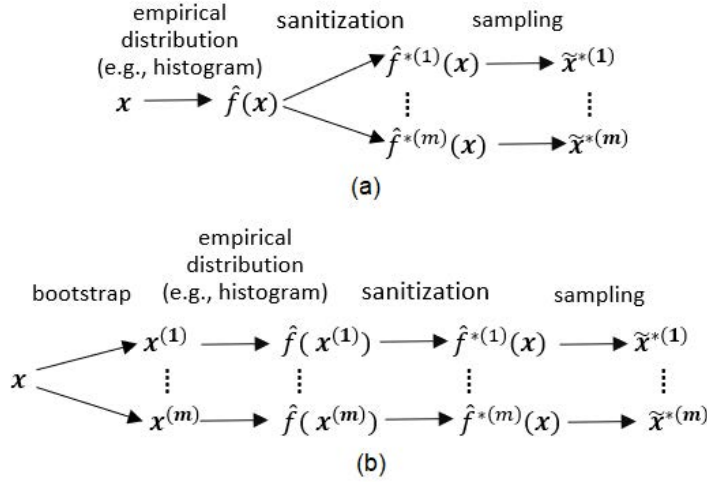 empirical
distribution
(e.g., histogram)
sanitization
sampling
x
f̂(x)
f̂*(1)(x)
x̃*(1)
f̂*(m)(x)
x̃*(m)
(a)
bootstrap
empirical
distribution
(e.g., histogram)
sanitization
sampling
x
x(1)
f̂( x(1))
f̂*(1)(x)
x̃*(1)
x(m)
f̂( x(m))
f̂*(m)(x)
x̃*(m)
(b)